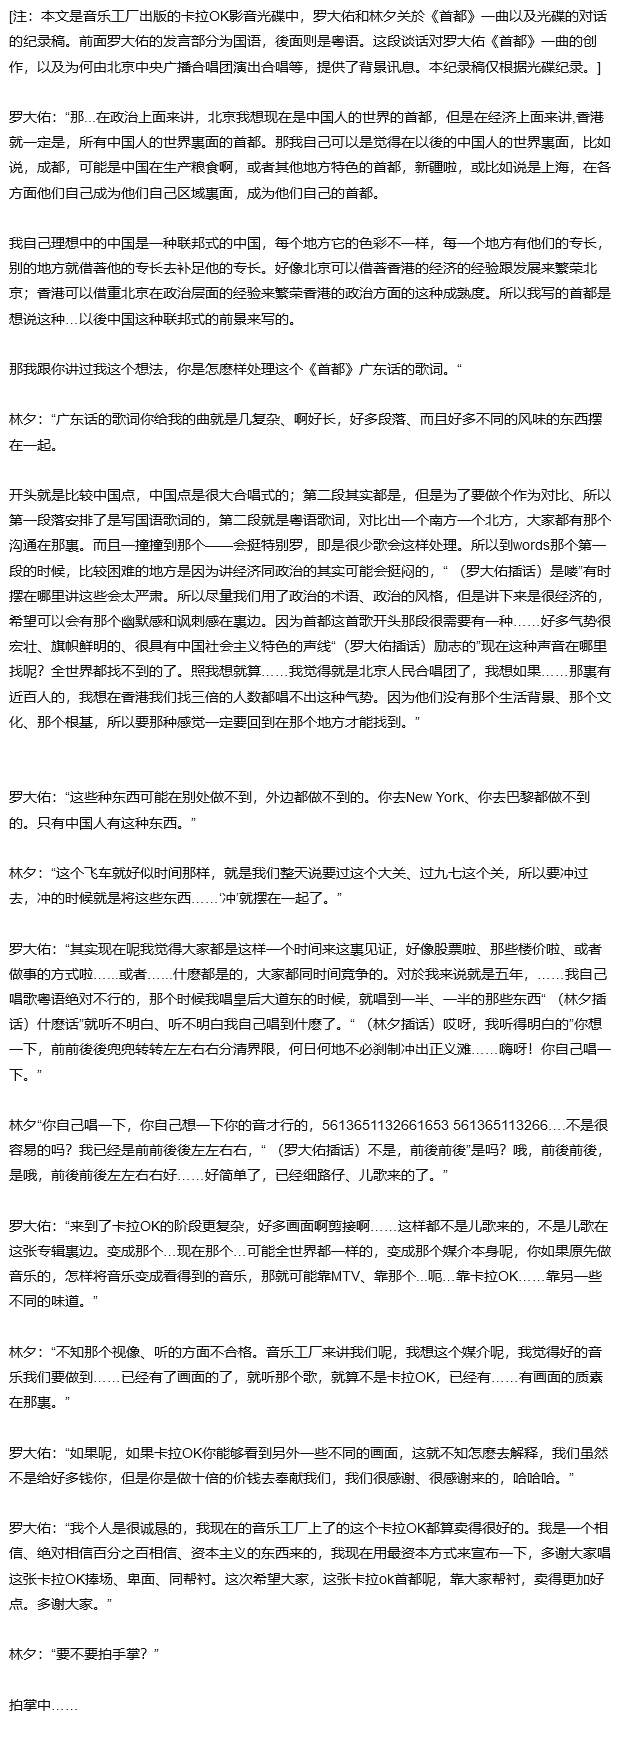 [注：本文是音乐工厂出版的卡拉OK影音光碟中，罗大佑和林夕关於《首都》一曲以及光碟的对话
的纪录稿。前面罗大佑的发言部分为国语，後面则是粤语。这段谈话对罗大佑《首都》一曲的创
作，以及为何由北京中央广播合唱团演出合唱等，提供了背景讯息。本纪录稿仅根据光碟纪录。]
罗大佑：“那...在政治上面来讲，北京我想现在是中国人的世界的首都，但是在经济上面来讲,香港
就一定是，所有中国人的世界裏面的首都。那我自己可以是觉得在以後的中国人的世界裏面，比如
说，成都，可能是中国在生产粮食啊，或者其他地方特色的首都，新疆啦，或比如说是上海，在各
方面他们自己成为他们自己区域裏面，成为他们自己的首都。
我自己理想中的中国是一种联邦式的中国，每个地方它的色彩不一样，每一个地方有他们的专长，
别的地方就借著他的专长去补足他的专长。好像北京可以借著香港的经济的经验跟发展来繁荣北
京；香港可以借重北京在政治层面的经验来繁荣香港的政治方面的这种成熟度。所以我写的首都是
想说这种…以後中国这种联邦式的前景来写的。
那我跟你讲过我这个想法，你是怎麽样处理这个《首都》广东话的歌词。“
林夕：“广东话的歌词你给我的曲就是几复杂、啊好长，好多段落、而且好多不同的风味的东西摆
在一起。
开头就是比较中国点，中国点是很大合唱式的；第二段其实都是，但是为了要做个作为对比、所以
第一段落安排了是写国语歌词的，第二段就是粤语歌词，对比出一个南方一个北方，大家都有那个
沟通在那裏。而且一撞撞到那个——会挺特别罗，即是很少歌会这样处理。所以到words那个第一
段的时候，比较困难的地方是因为讲经济同政治的其实可能会挺闷的，“ （罗大佑插话）是喽”有时
摆在哪里讲这些会太严肃。所以尽量我们用了政治的术语、政治的风格，但是讲下来是很经济的，
希望可以会有那个幽默感和讽刺感在裏边。因为首都这首歌开头那段很需要有一种……好多气势很
宏壮、旗帜鲜明的、很具有中国社会主义特色的声线“（罗大佑插话）励志的”现在这种声音在哪里
找呢？全世界都找不到的了。照我想就算……我觉得就是北京人民合唱团了，我想如果……那裏有
近百人的，我想在香港我们找三倍的人数都唱不出这种气势。因为他们没有那个生活背景、那个文
化、那个根基，所以要那种感觉一定要回到在那个地方才能找到。”
罗大佑：“这些种东西可能在别处做不到，外边都做不到的。你去New York、你去巴黎都做不到
的。只有中国人有这种东西。”
林夕：“这个飞车就好似时间那样，就是我们整天说要过这个大关、过九七这个关，所以要冲过
去，冲的时候就是将这些东西……‘冲’就摆在一起了。”
罗大佑：“其实现在呢我觉得大家都是这样一个时间来这裏见证，好像股票啦、那些楼价啦、或者
做事的方式啦……或者……什麽都是的，大家都同时间竞争的。对於我来说就是五年，……我自己
唱歌粤语绝对不行的，那个时候我唱皇后大道东的时候，就唱到一半、一半的那些东西“ （林夕插
话）什麽话”就听不明白、听不明白我自己唱到什麽了。“ （林夕插话）哎呀，我听得明白的”你想
一下，前前後後兜兜转转左左右右分清界限，何日何地不必刹制冲出正义滩……嗨呀！你自己唱一
下。”
林夕“你自己唱一下，你自己想一下你的音才行的，5613651132661653 561365113266….不是很
容易的吗？我已经是前前後後左左右右，“ （罗大佑插话）不是，前後前後”是吗？哦，前後前後，
是哦，前後前後左左右右好……好简单了，已经细路仔、儿歌来的了。”
罗大佑：“来到了卡拉OK的阶段更复杂，好多画面啊剪接啊……这样都不是儿歌来的，不是儿歌在
这张专辑裏边。变成那个…现在那个…可能全世界都一样的，变成那个媒介本身呢，你如果原先做
音乐的，怎样将音乐变成看得到的音乐，那就可能靠MTV、靠那个...呃…靠卡拉OK……靠另一些
不同的味道。”
林夕：“不知那个视像、听的方面不合格。音乐工厂来讲我们呢，我想这个媒介呢，我觉得好的音
乐我们要做到……已经有了画面的了，就听那个歌，就算不是卡拉OK，已经有……有画面的质素
在那裏。”
罗大佑：“如果呢，如果卡拉OK你能够看到另外一些不同的画面，这就不知怎麽去解释，我们虽然
不是给好多钱你，但是你是做十倍的价钱去奉献我们，我们很感谢、很感谢来的，哈哈哈。”
罗大佑：“我个人是很诚恳的，我现在的音乐工厂上了的这个卡拉OK都算卖得很好的。我是一个相
信、绝对相信百分之百相信、资本主义的东西来的，我现在用最资本方式来宣布一下，多谢大家唱
这张卡拉OK捧场、卑面、同帮衬。这次希望大家，这张卡拉ok首都呢，靠大家帮衬，卖得更加好
点。多谢大家。”
林夕：“要不要拍手掌？”
拍掌中……